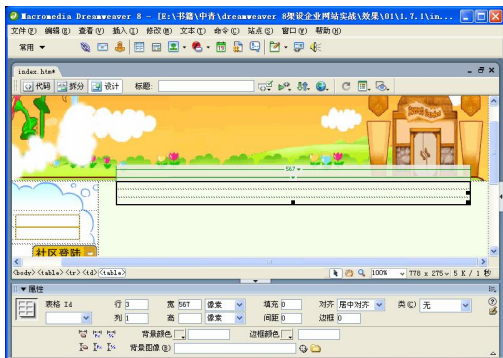 Macromedia Dreamweaver 8 - [E:\书籍\中青\dreamweaver 8架设企业网站实战\效果\01\1.7.1\in...
文件(F) 编辑(E) 查看(V) 插入(I) 修改(M) 文本(T) 命令(C) 站点(S) 窗口(W) 帮助(H)
常用
index.htm*
代码 拆分 设计 标题:
567
社区登陆
<body><table><tr><td><table> 100% 778 x 275 5 K / 1 秒
属性
表格 Id 行 3 宽 567 像素 填充 0 对齐 居中对齐 类(C) 无
列 1 高 像素 间距 0 边框 0
背景颜色 边框颜色
背景图像(B)